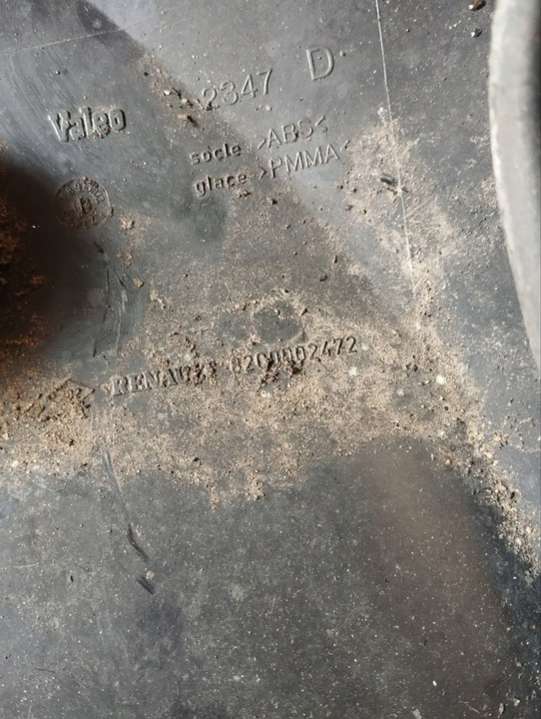 Valeo 2347 D
socle >ABS<
glace >PMMA<
RENAULT 8200002472